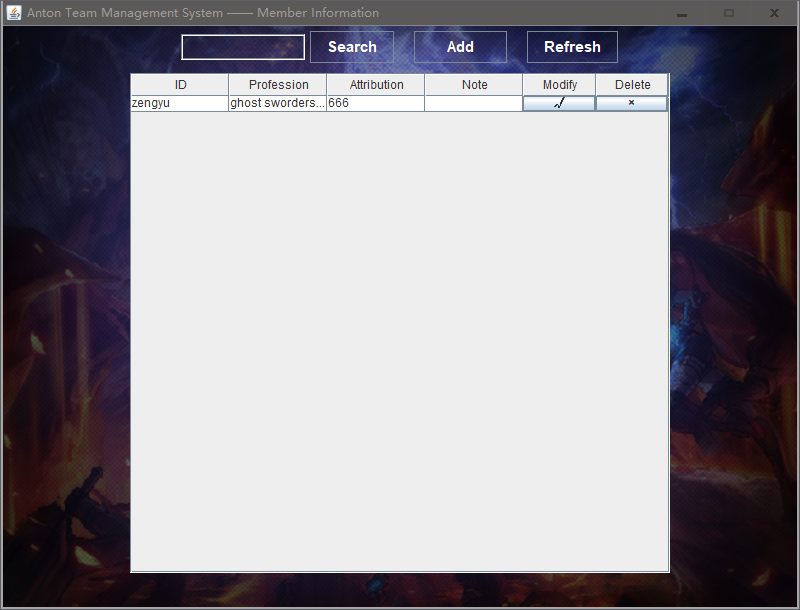 Anton Team Management System —— Member Information
Search Add Refresh
ID Profession Attribution Note Modify Delete
zengyu ghost sworders... 666 √ ×